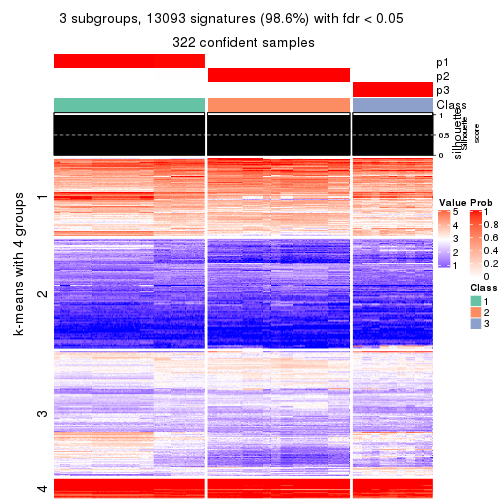 3 subgroups, 13093 signatures (98.6%) with fdr < 0.05
322 confident samples
p1
p2
p3
Class
silhouette
Silhouette
score
1
0.5
0
k-means with 4 groups
1
2
3
4
Value
5
4
3
2
1
Prob
1
0.8
0.6
0.4
0.2
0
Class
1
2
3